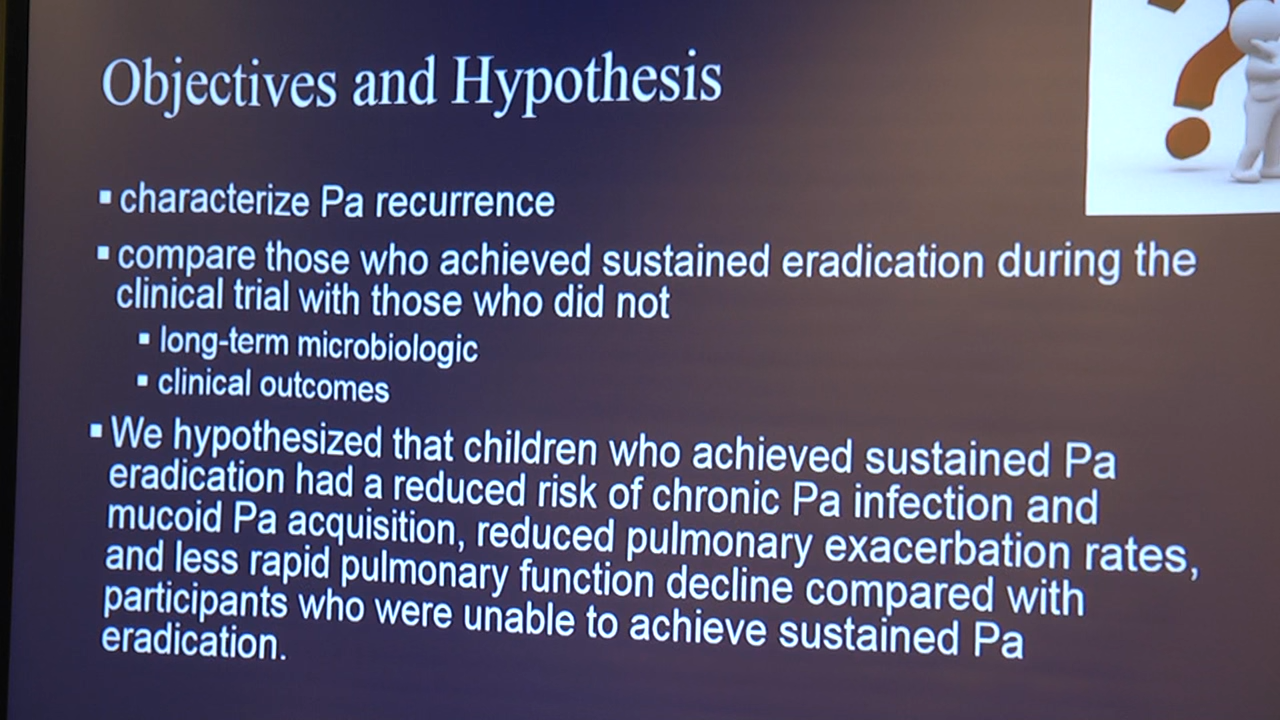 Objectives and Hypothesis
▪ characterize Pa recurrence
▪ compare those who achieved sustained eradication during the
clinical trial with those who did not
▪ long-term microbiologic
▪ clinical outcomes
▪ We hypothesized that children who achieved sustained Pa
eradication had a reduced risk of chronic Pa infection and
mucoid Pa acquisition, reduced pulmonary exacerbation rates,
and less rapid pulmonary function decline compared with
participants who were unable to achieve sustained Pa
eradication.